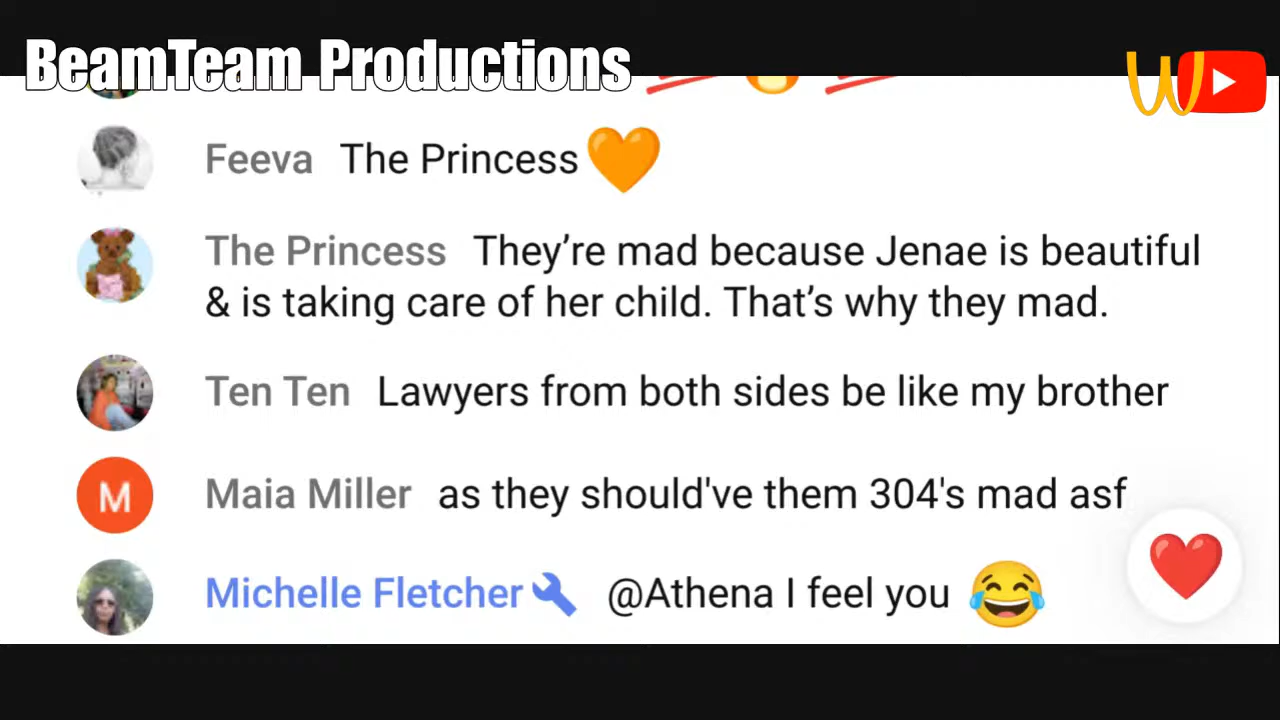 BeamTeam Productions
Feeva The Princess 🧡
The Princess They’re mad because Jenae is beautiful
& is taking care of her child. That’s why they mad.
Ten Ten Lawyers from both sides be like my brother
M
Maia Miller as they should've them 304's mad asf
Michelle Fletcher @Athena I feel you 😂